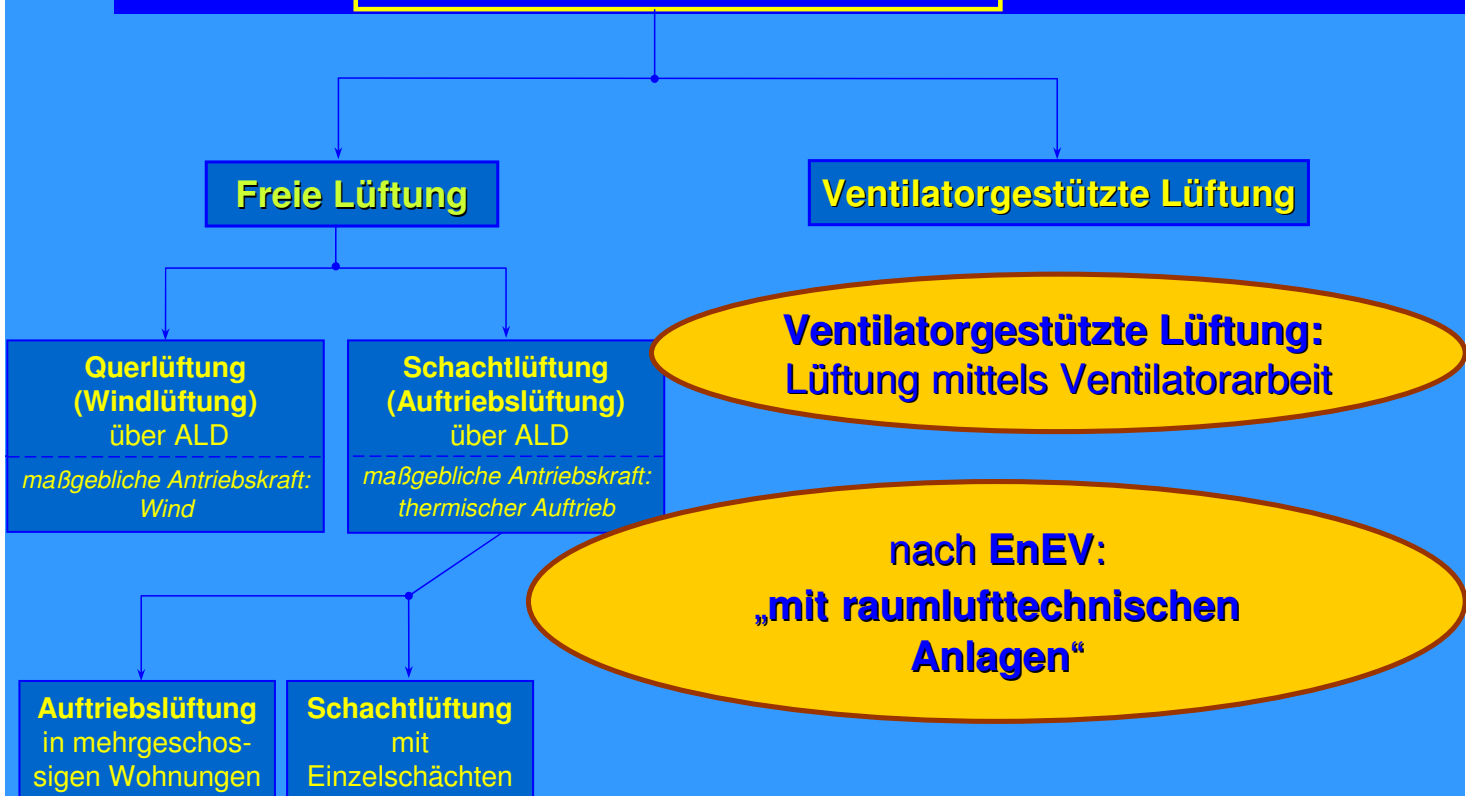 Freie Lüftung
Ventilatorgestützte Lüftung
Querlüftung
(Windlüftung)
über ALD
maßgebliche Antriebskraft:
Wind
Schachtlüftung
(Auftriebslüftung)
über ALD
maßgebliche Antriebskraft:
thermischer Auftrieb
Ventilatorgestützte Lüftung:
Lüftung mittels Ventilatorarbeit
nach EnEV:
„mit raumlufttechnischen
Anlagen“
Auftriebslüftung
in mehrgeschos-
sigen Wohnungen
Schachtlüftung
mit
Einzelschächten